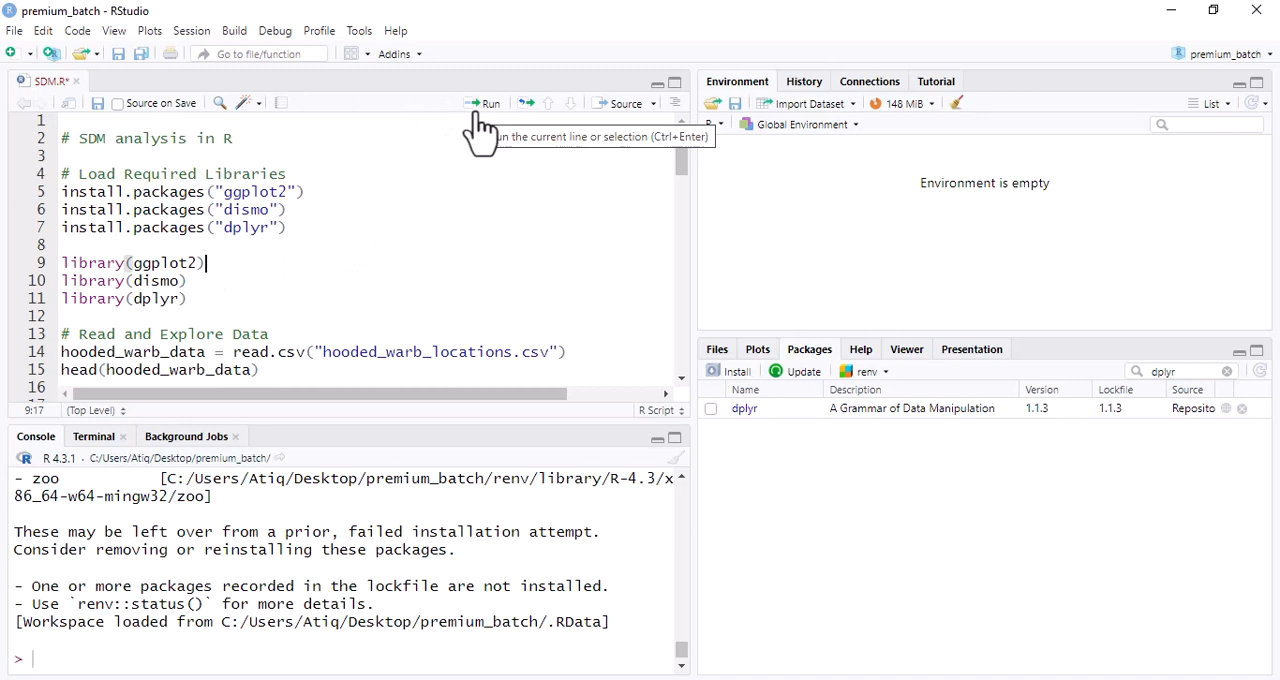 premium_batch - RStudio
File Edit Code View Plots Session Build Debug Profile Tools Help
Go to file/function Addins premium_batch
SDM.R*
Source on Save Run Source
un the current line or selection (Ctrl+Enter)
1
2 # SDM analysis in R
3
4 # Load Required Libraries
5 install.packages("ggplot2")
6 install.packages("dismo")
7 install.packages("dplyr")
8
9 library(ggplot2)
10 library(dismo)
11 library(dplyr)
12
13 # Read and Explore Data
14 hooded_warb_data = read.csv("hooded_warb_locations.csv")
15 head(hooded_warb_data)
16
9:17 (Top Level) R Script
Console Terminal Background Jobs
R 4.3.1 · C:/Users/Atiq/Desktop/premium_batch/
- zoo [C:/Users/Atiq/Desktop/premium_batch/renv/library/R-4.3/x
86_64-w64-mingw32/zoo]
These may be left over from a prior, failed installation attempt.
Consider removing or reinstalling these packages.
- One or more packages recorded in the lockfile are not installed.
- Use `renv::status()` for more details.
[Workspace loaded from C:/Users/Atiq/Desktop/premium_batch/.RData]
>
Environment History Connections Tutorial
Import Dataset 148 MiB List
R Global Environment
Environment is empty
Files Plots Packages Help Viewer Presentation
Install Update renv dplyr
Name Description Version Lockfile Source
dplyr A Grammar of Data Manipulation 1.1.3 1.1.3 Reposito